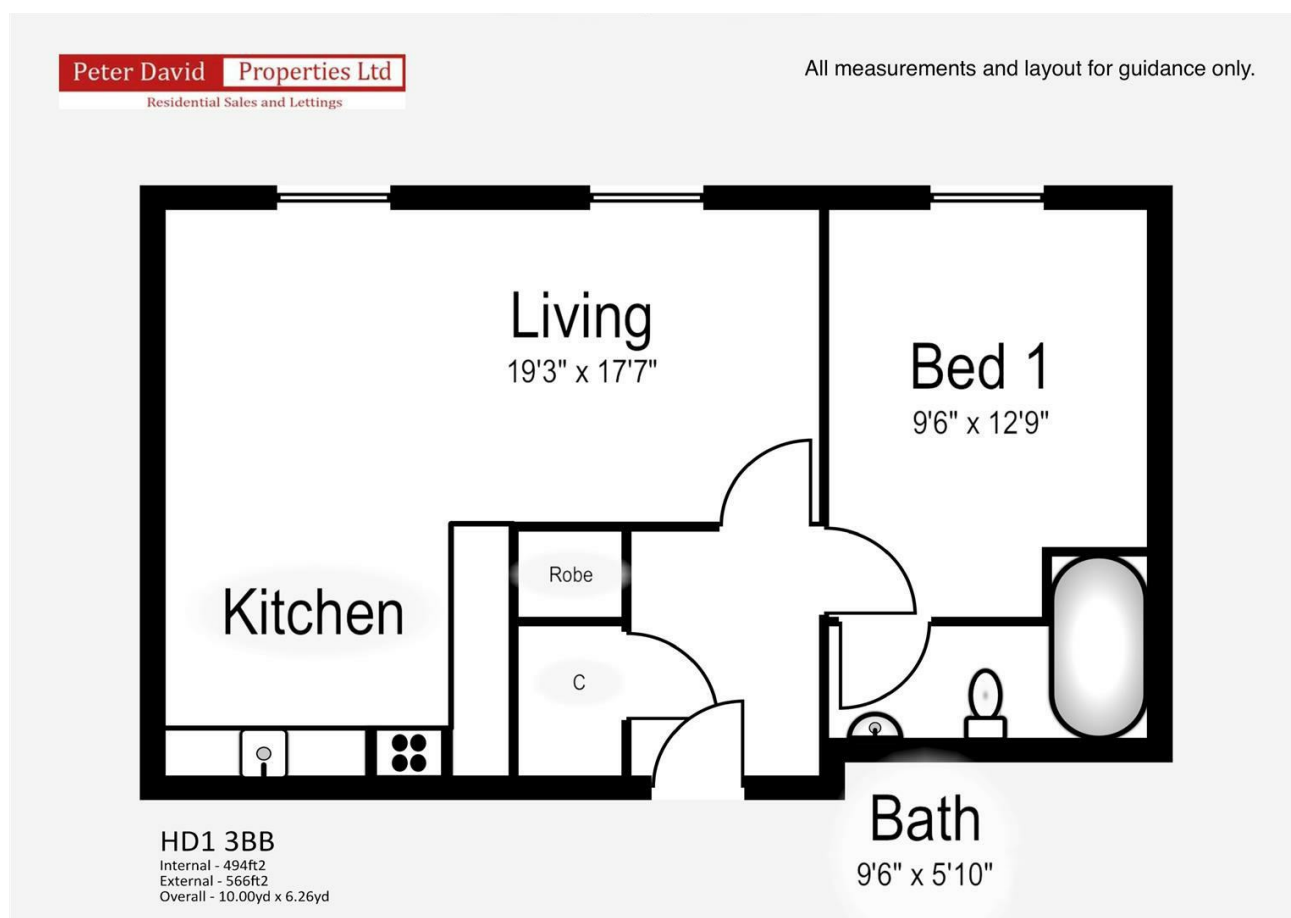 Peter David Properties Ltd
Residential Sales and Lettings
All measurements and layout for guidance only.
Living
19'3" x 17'7"
Bed 1
9'6" x 12'9"
Robe
Kitchen
C
Bath
9'6" x 5'10"
HD1 3BB
Internal - 494ft2
External - 566ft2
Overall - 10.00yd x 6.26yd